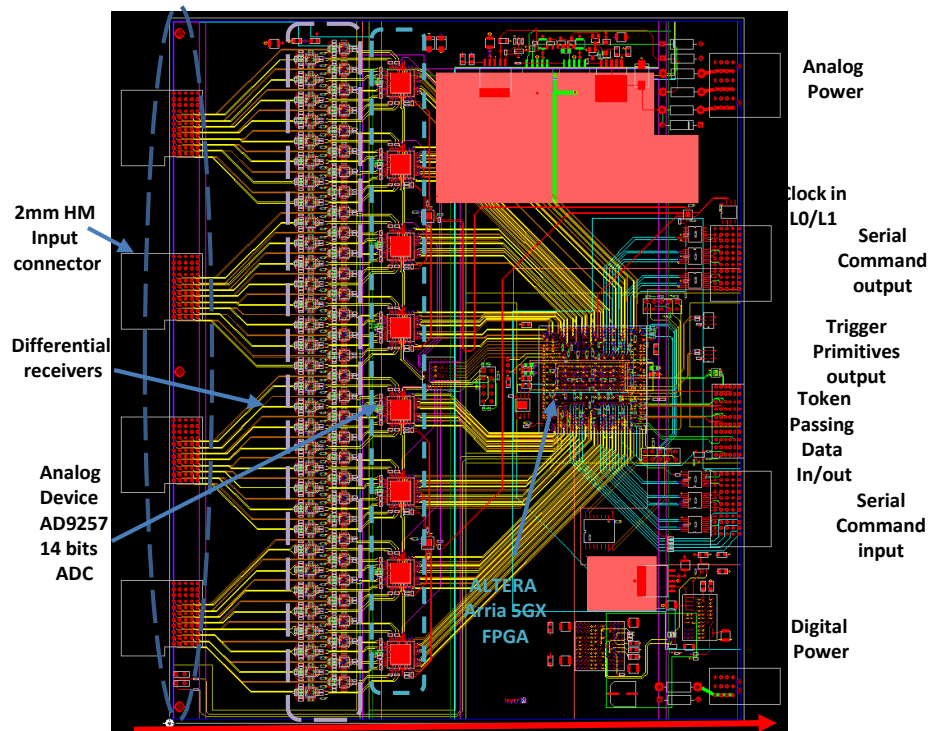 Analog
Power
Clock in
L0/L1
2mm HM
Input
connector
Serial
Command
output
Differential
receivers
Trigger
Primitives
output
Token
Passing
Data
In/out
Analog
Device
AD9257
14 bits
ADC
Serial
Command
input
ALTERA
Arria 5GX
FPGA
Digital
Power